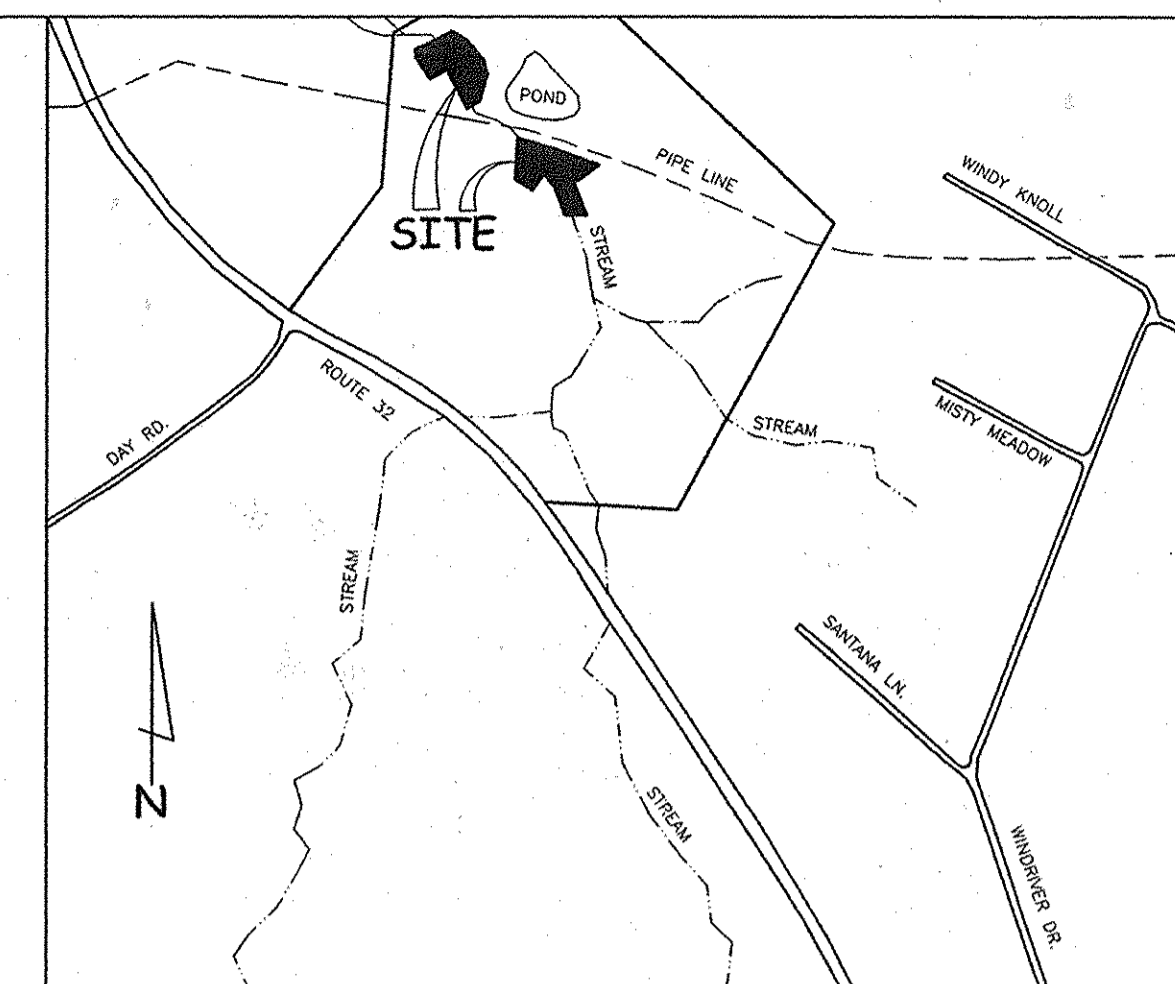 POND
PIPE LINE
WINDY KNOLL
SITE
STREAM
ROUTE 32
DAY RD.
MISTY MEADOW
STREAM
STREAM
SANTANA LN.
N
STREAM
WINDRIVER DR.